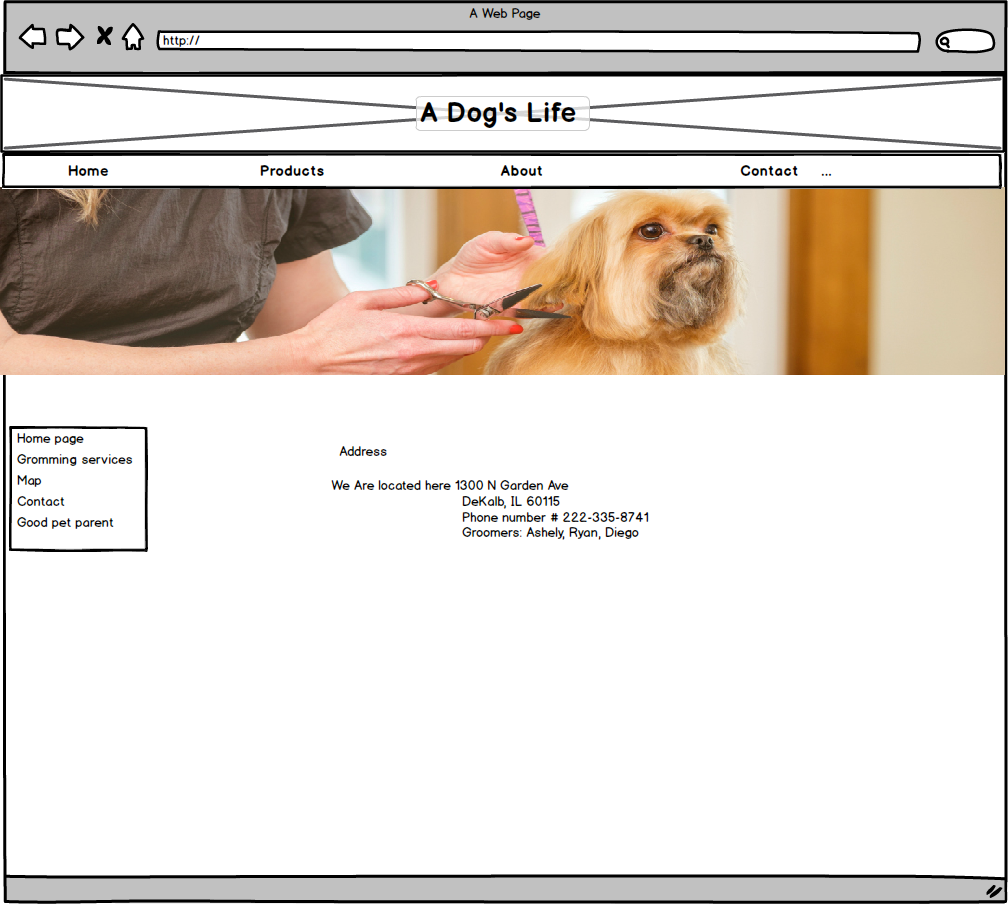 A Web Page
http://
A Dog's Life
Home Products About Contact ...
Home page
Gromming services
Map
Contact
Good pet parent
Address
We Are located here 1300 N Garden Ave
DeKalb, IL 60115
Phone number # 222-335-8741
Groomers: Ashely, Ryan, Diego